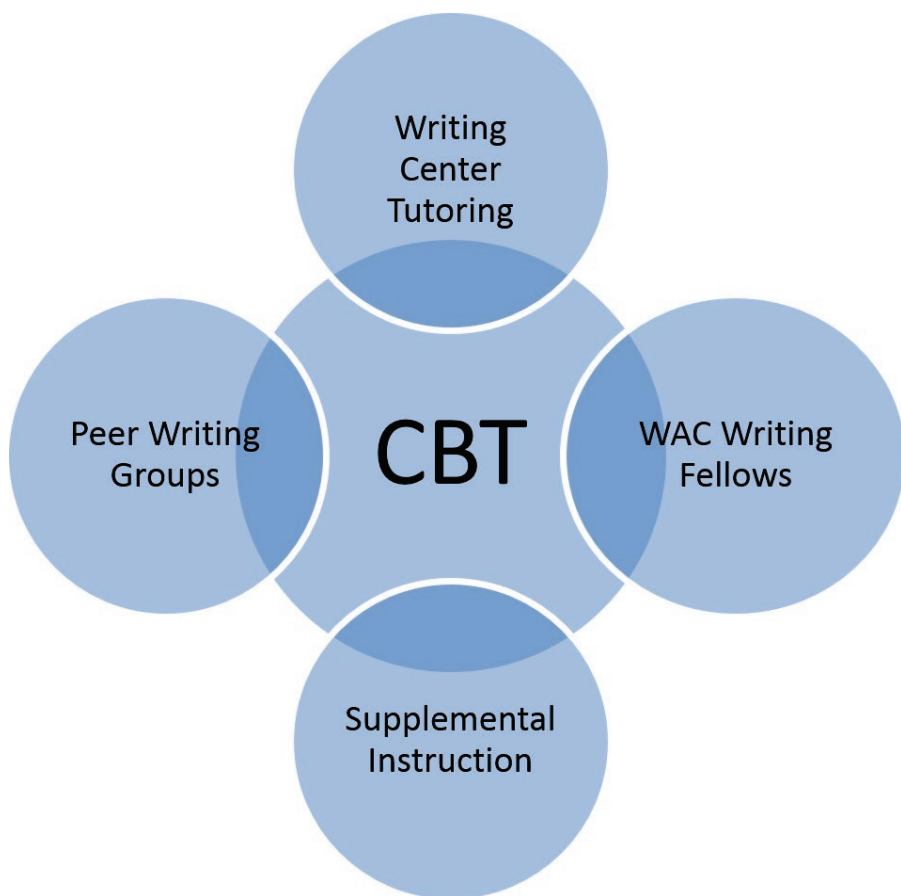 Writing
Center
Tutoring
Peer Writing
Groups
CBT
WAC Writing
Fellows
Supplemental
Instruction